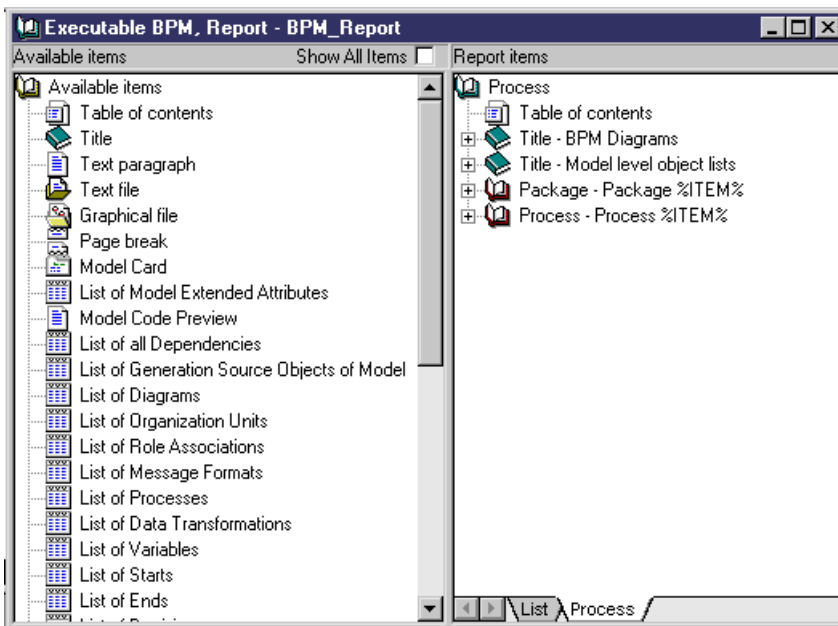 Executable BPM, Report - BPM_Report
Available items
Show All Items
Report items
Available items
Table of contents
Title
Text paragraph
Text file
Graphical file
Page break
Model Card
List of Model Extended Attributes
Model Code Preview
List of all Dependencies
List of Generation Source Objects of Model
List of Diagrams
List of Organization Units
List of Role Associations
List of Message Formats
List of Processes
List of Data Transformations
List of Variables
List of Starts
List of Ends
Process
Table of contents
Title - BPM Diagrams
Title - Model level object lists
Package - Package %ITEM%
Process - Process %ITEM%
List
Process